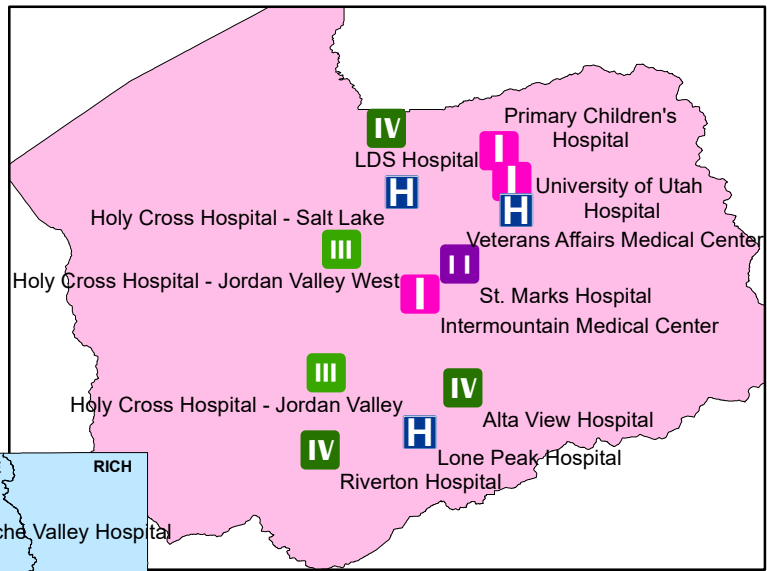 Primary Children's
Hospital
IV
I
LDS Hospital
I
H
University of Utah
Hospital
H
Holy Cross Hospital - Salt Lake
Veterans Affairs Medical Center
III
II
Holy Cross Hospital - Jordan Valley West
I
St. Marks Hospital
Intermountain Medical Center
III
IV
Holy Cross Hospital - Jordan Valley
Alta View Hospital
H
IV
Lone Peak Hospital
RICH
Riverton Hospital
che Valley Hospital